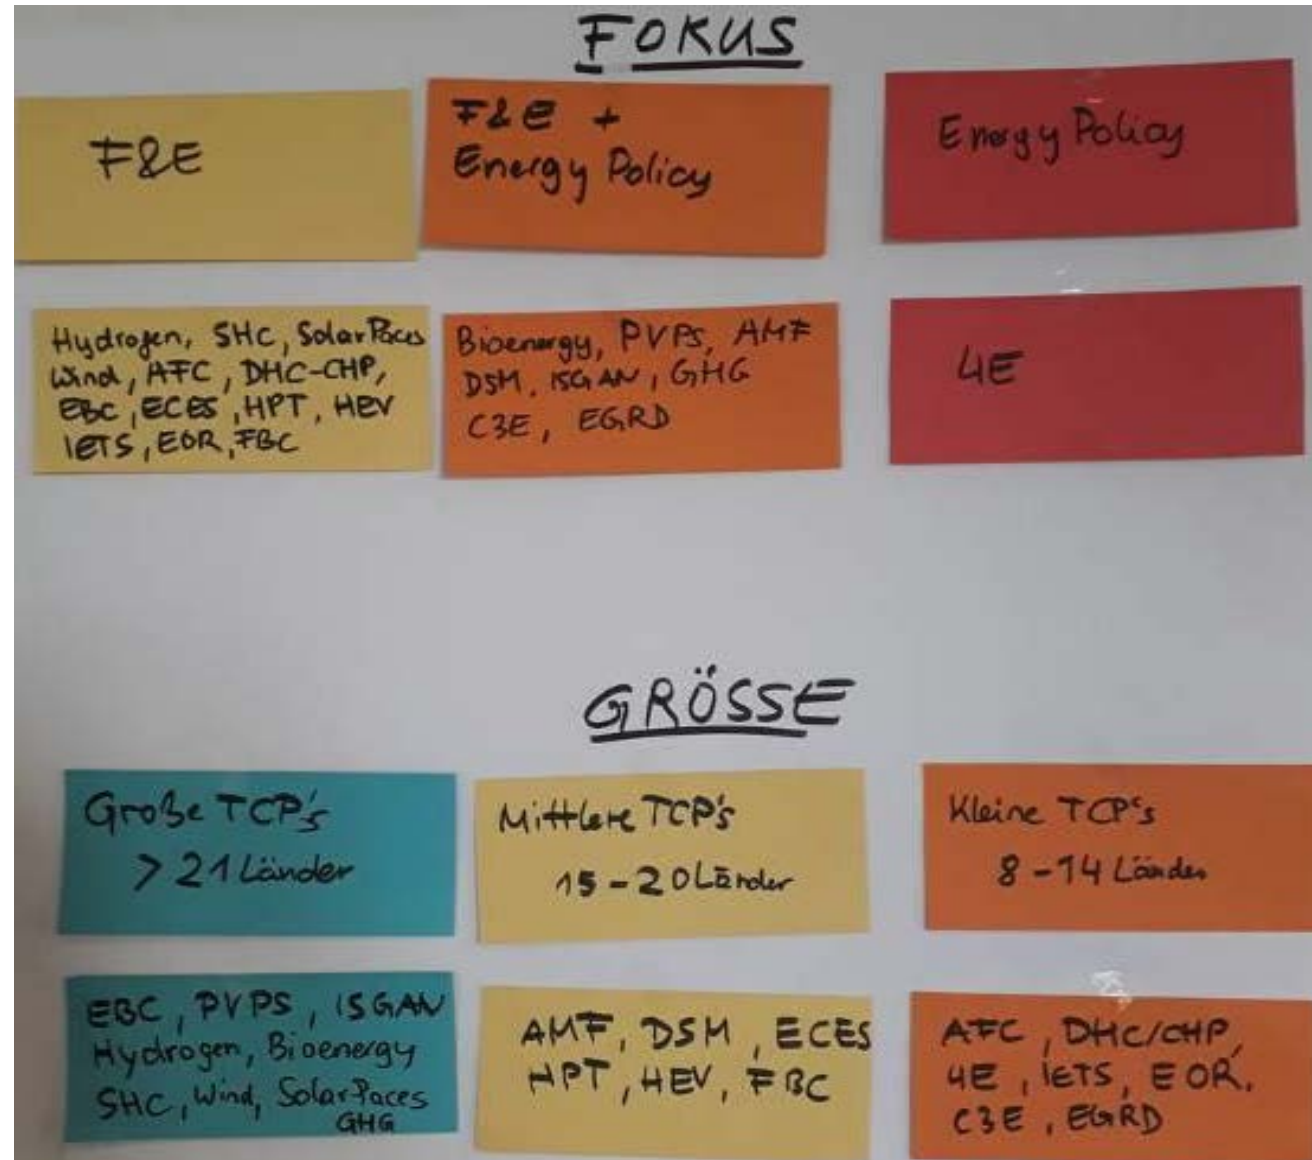 FOKUS
F&E
F&E +
Energy Policy
Energy Policy
Hydrogen, SHC, SolarPaces
Wind, AFC, DHC-CHP,
EBC, ECES, HPT, HEV
IETS, EOR, FBC
Bioenergy, PVPS, AMF
DSM, ISGAN, GHG
C3E, EGRD
4E
GRÖSSE
Große TCP's
> 21 Länder
Mittlere TCP's
15-20 Länder
Kleine TCP's
8-14 Länder
EBC, PVPS, ISGAN
Hydrogen, Bioenergy
SHC, Wind, SolarPaces
GHG
AMF, DSM, ECES
HPT, HEV, FBC
AFC, DHC/CHP,
4E, IETS, EOR,
C3E, EGRD